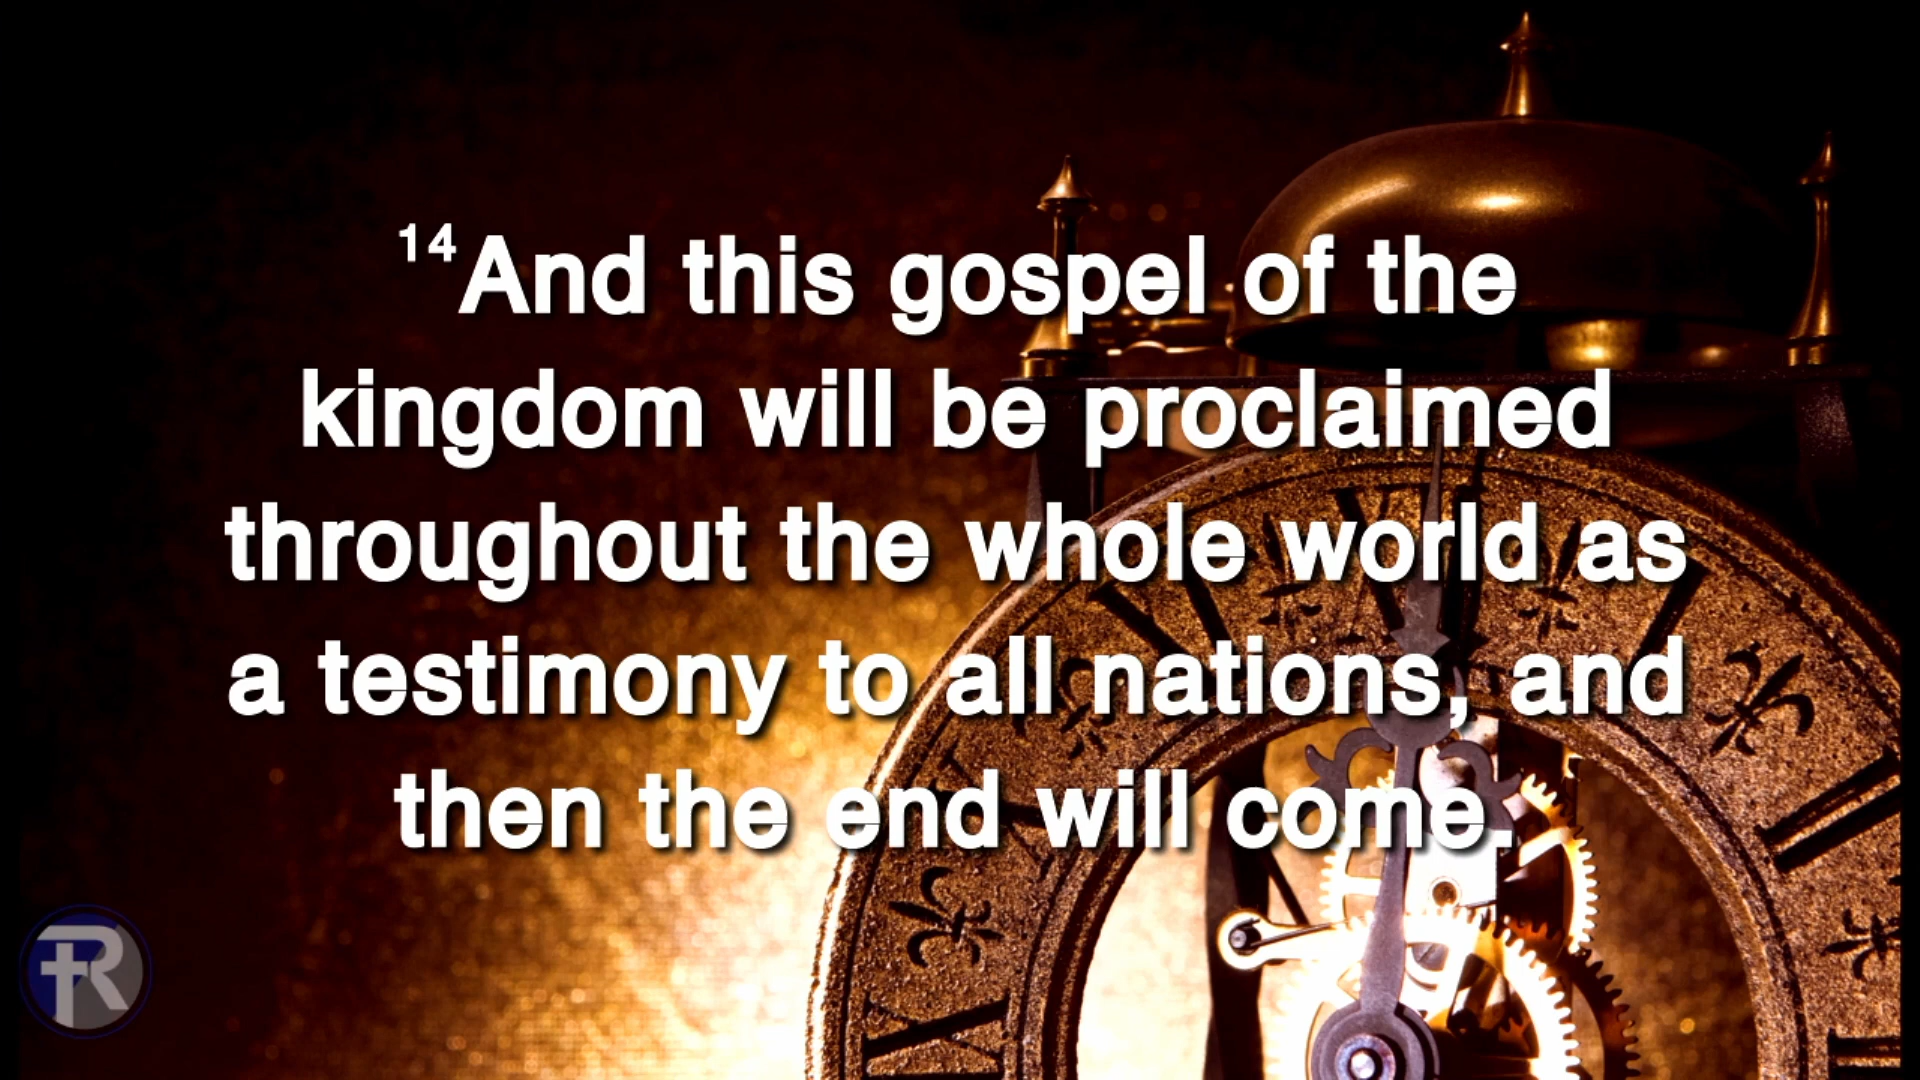 14And this gospel of the
kingdom will be proclaimed
throughout the whole world as
a testimony to all nations, and
then the end will come.